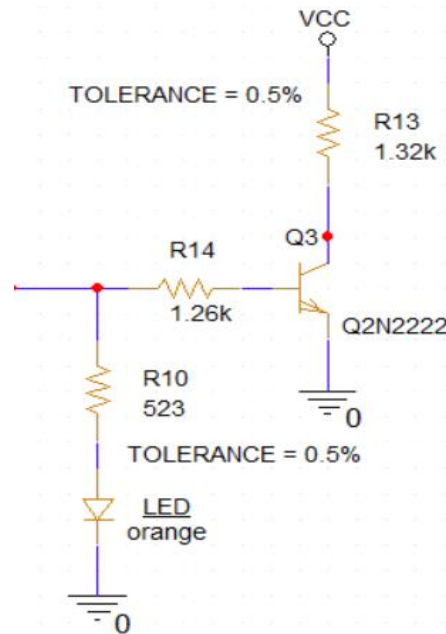 VCC
TOLERANCE = 0.5%
R13
1.32k
Q3
R14
1.26k
Q2N2222
R10
523
0
TOLERANCE = 0.5%
LED
orange
0